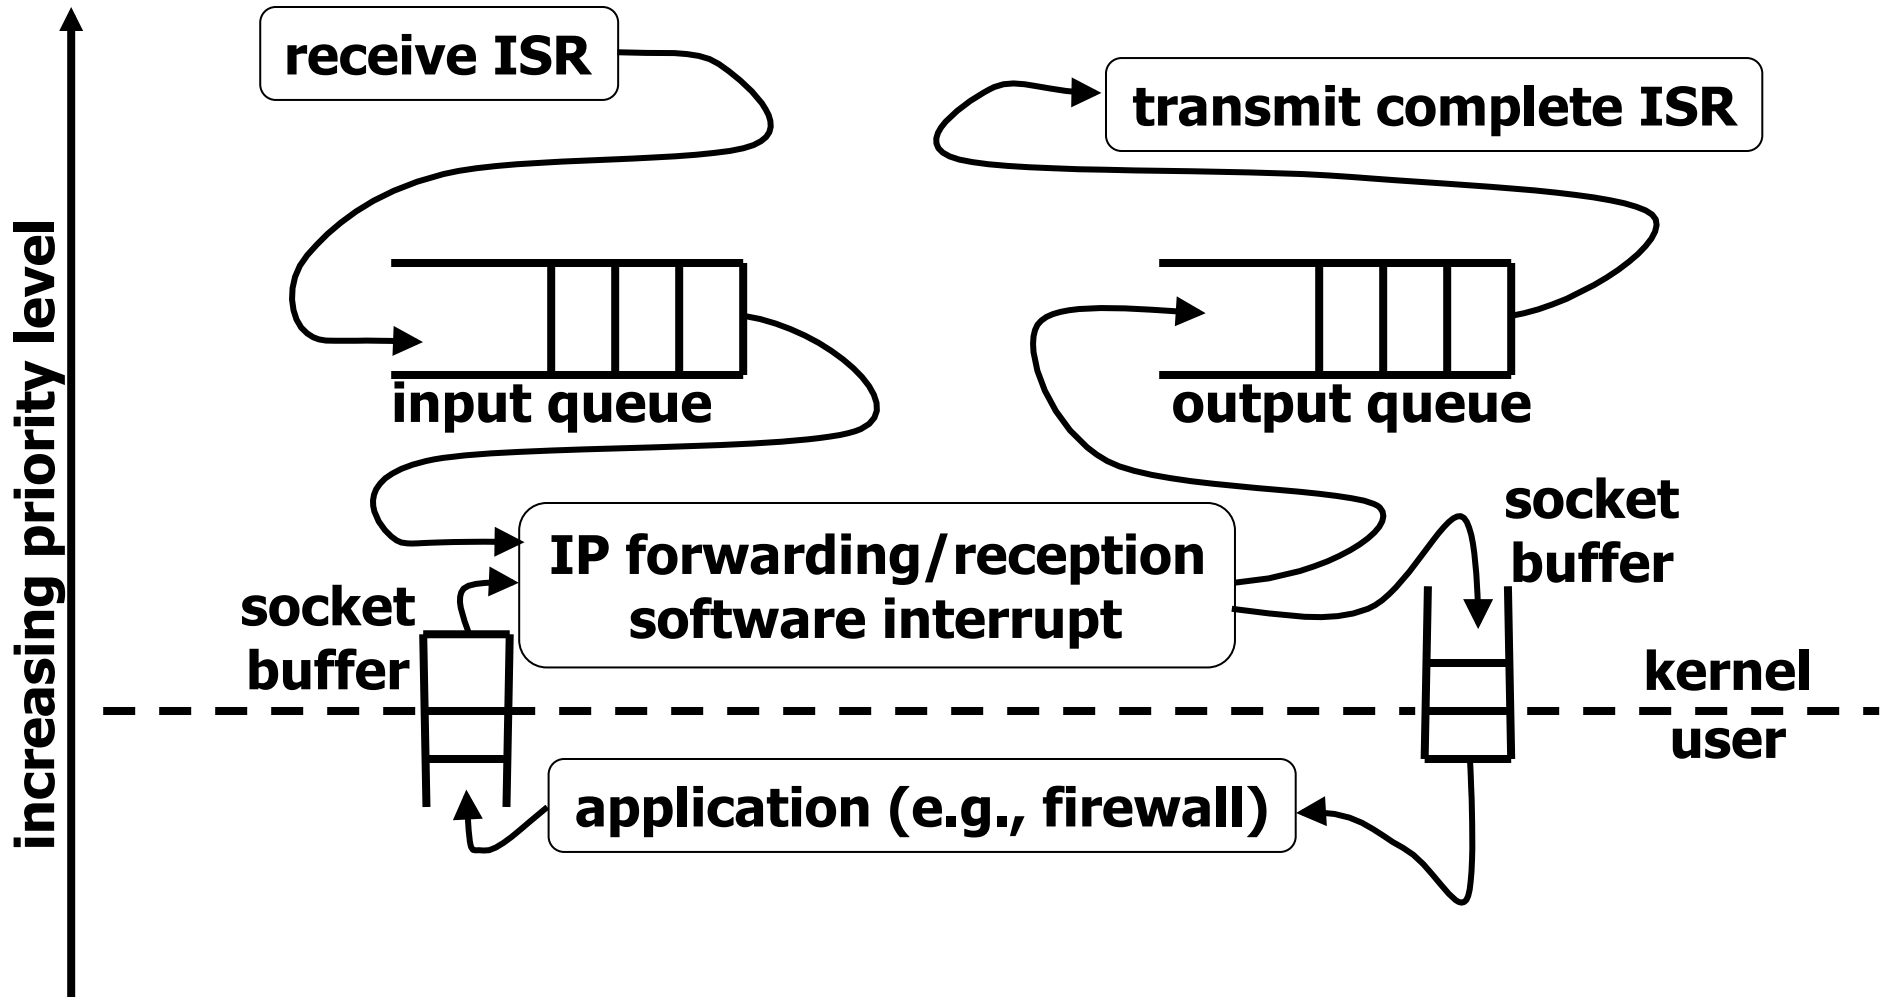 receive ISR
transmit complete ISR
increasing priority level
input queue
output queue
socket
buffer
IP forwarding/reception
software interrupt
socket
buffer
kernel
user
application (e.g., firewall)